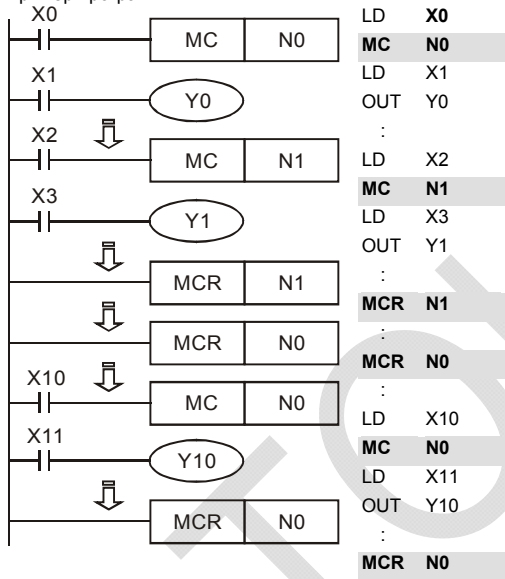 X0
MC N0
X1
Y0
X2
MC N1
X3
Y1
MCR N1
MCR N0
X10
MC N0
X11
Y10
MCR N0
LD X0
MC N0
LD X1
OUT Y0
:
LD X2
MC N1
LD X3
OUT Y1
:
MCR N1
:
MCR N0
:
LD X10
MC N0
LD X11
OUT Y10
:
MCR N0